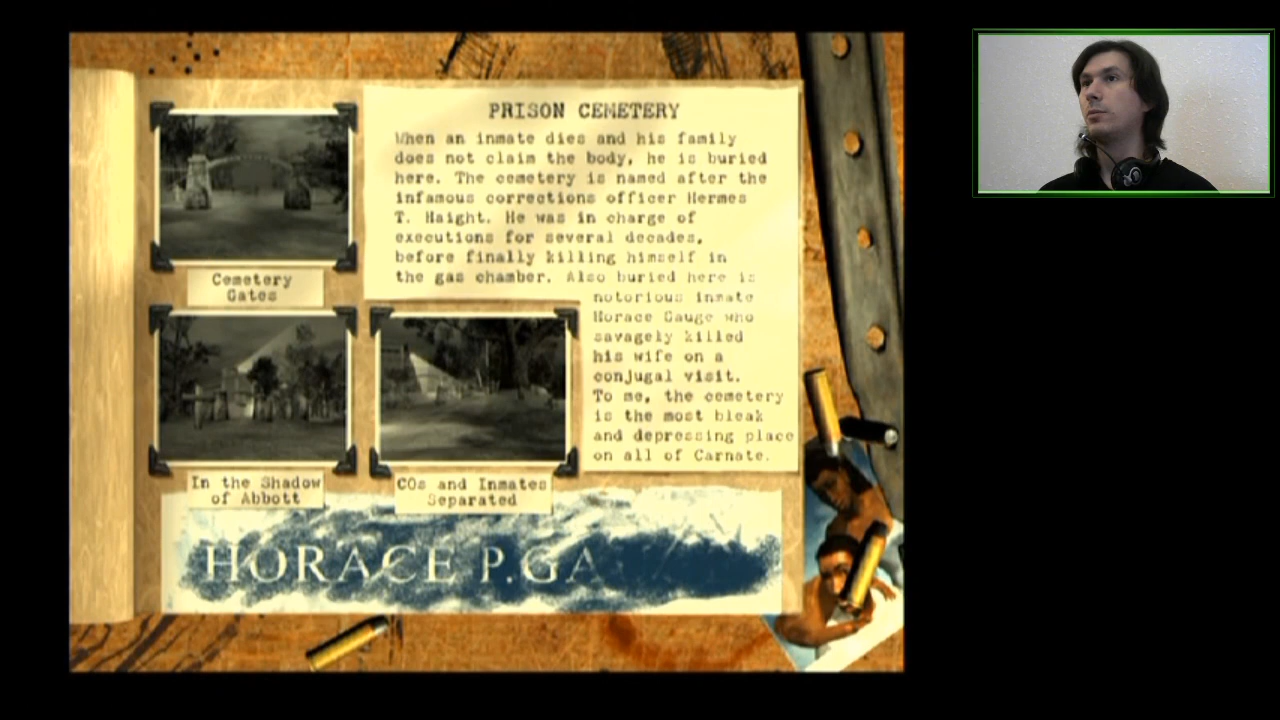 PRISON CEMETERY
When an inmate dies and his family
does not claim the body, he is buried
here. The cemetery is named after the
infamous corrections officer Hermes
T. Haight. He was in charge of
executions for several decades,
before finally killing himself in
the gas chamber. Also buried here is
notorious inmate
Horace Gauge who
savagely killed
his wife on a
conjugal visit.
To me, the cemetery
is the most bleak
and depressing place
on all of Carnate.
Cemetery
Gates
In the Shadow
of Abbott
COs and Inmates
Separated
HORACE P.GA